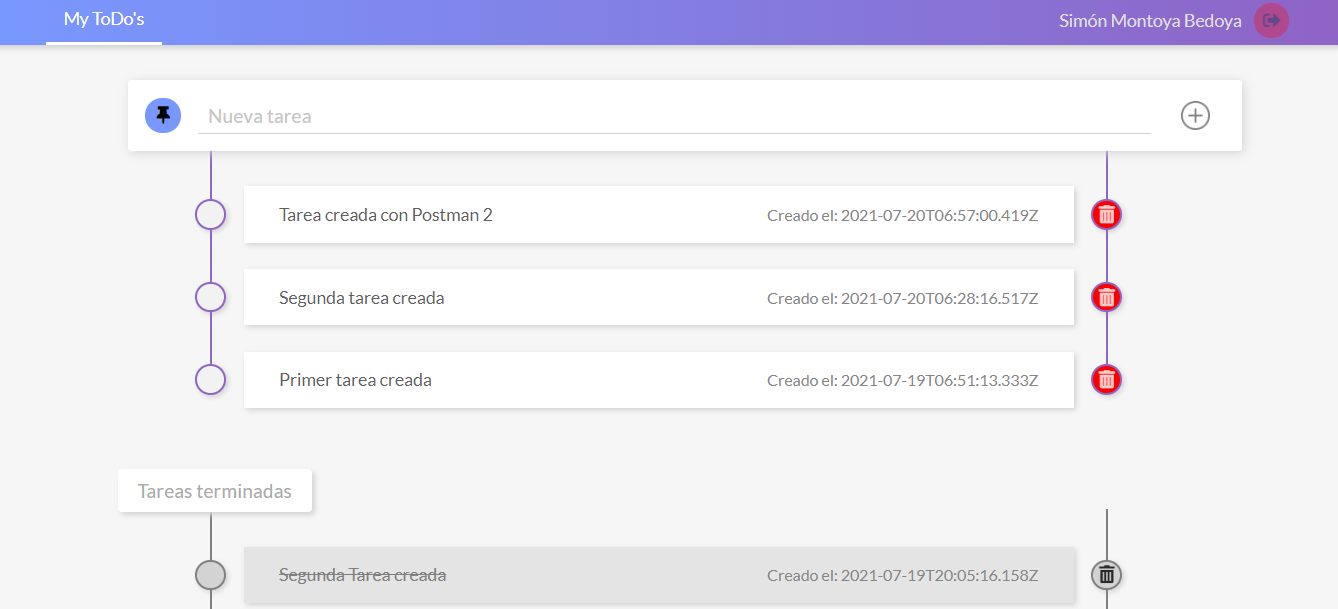 My ToDo's
Simón Montoya Bedoya
Nueva tarea
Tarea creada con Postman 2
Creado el: 2021-07-20T06:57:00.419Z
Segunda tarea creada
Creado el: 2021-07-20T06:28:16.517Z
Primer tarea creada
Creado el: 2021-07-19T06:51:13.333Z
Tareas terminadas
Segunda Tarea creada
Creado el: 2021-07-19T20:05:16.158Z